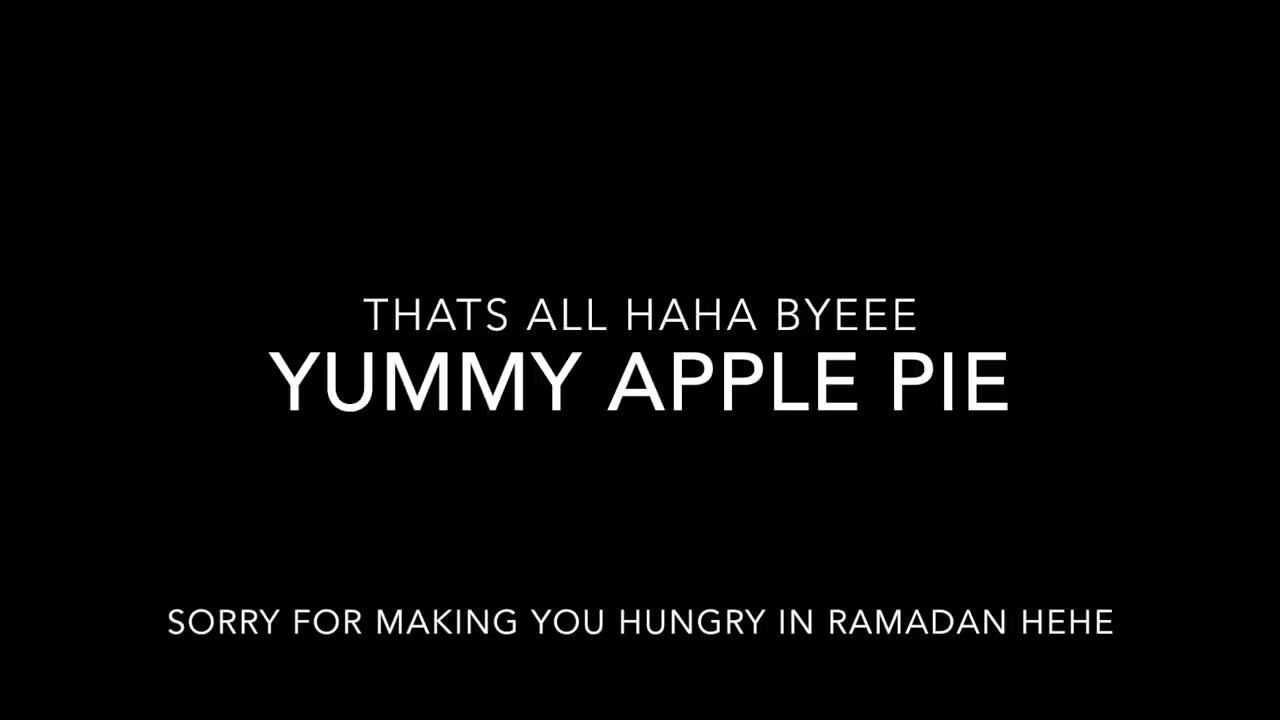 THATS ALL HAHA BYEEE
YUMMY APPLE PIE
SORRY FOR MAKING YOU HUNGRY IN RAMADAN HEHE